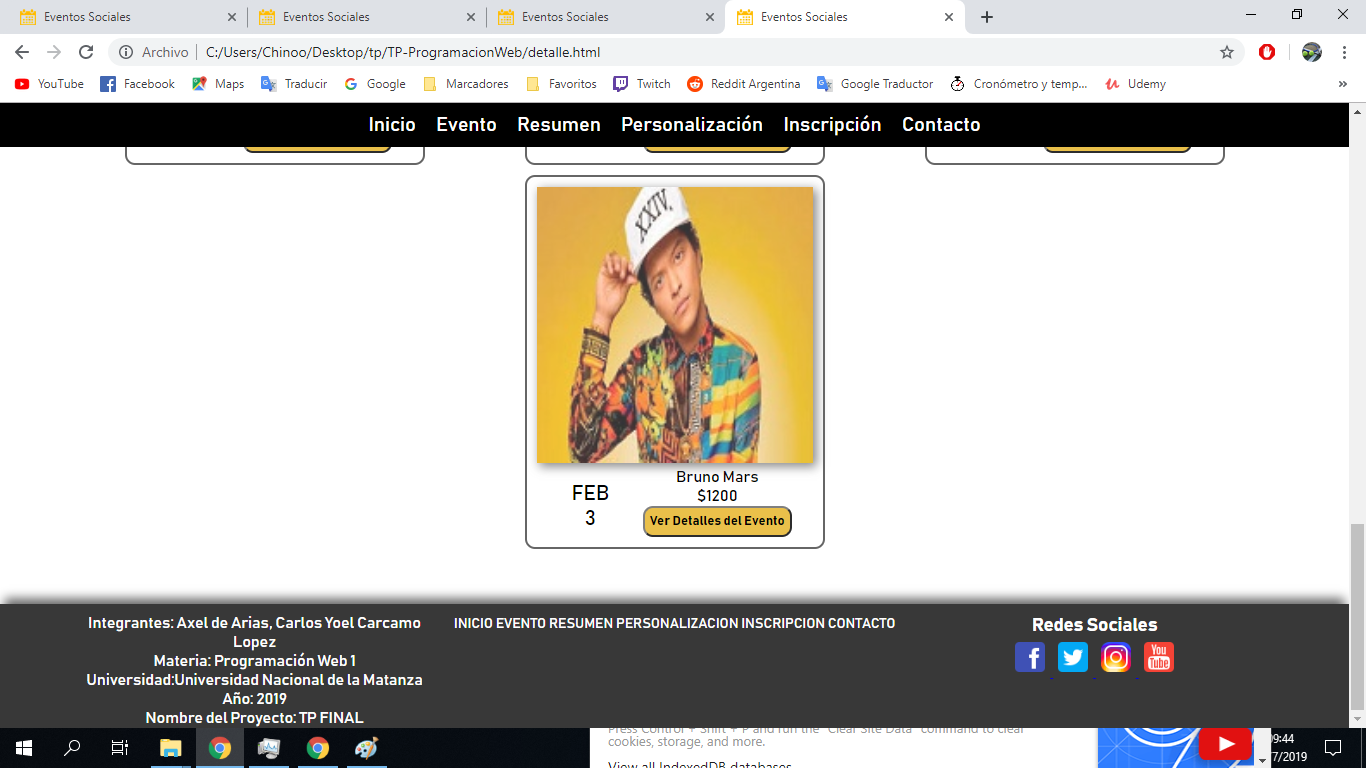 Eventos Sociales
Eventos Sociales
Eventos Sociales
Eventos Sociales
Archivo
C:/Users/Chinoo/Desktop/tp/TP-ProgramacionWeb/detalle.html
YouTube
Facebook
Maps
Traducir
Google
Marcadores
Favoritos
Twitch
Reddit Argentina
Google Traductor
Cronómetro y temp...
Udemy
»
Inicio Evento Resumen Personalización Inscripción Contacto
XXIV
Bruno Mars
FEB
$1200
3
Ver Detalles del Evento
Integrantes: Axel de Arias, Carlos Yoel Carcamo
Lopez
Materia: Programación Web 1
Universidad:Universidad Nacional de la Matanza
Año: 2019
Nombre del Proyecto: TP FINAL
INICIO EVENTO RESUMEN PERSONALIZACION INSCRIPCION CONTACTO
Redes Sociales
You
Tube
Press Control + Shift + P and run the "Clear Site Data" command to clear
cookies, storage, and more.
View all IndexedDB databases
09:44
/7/2019